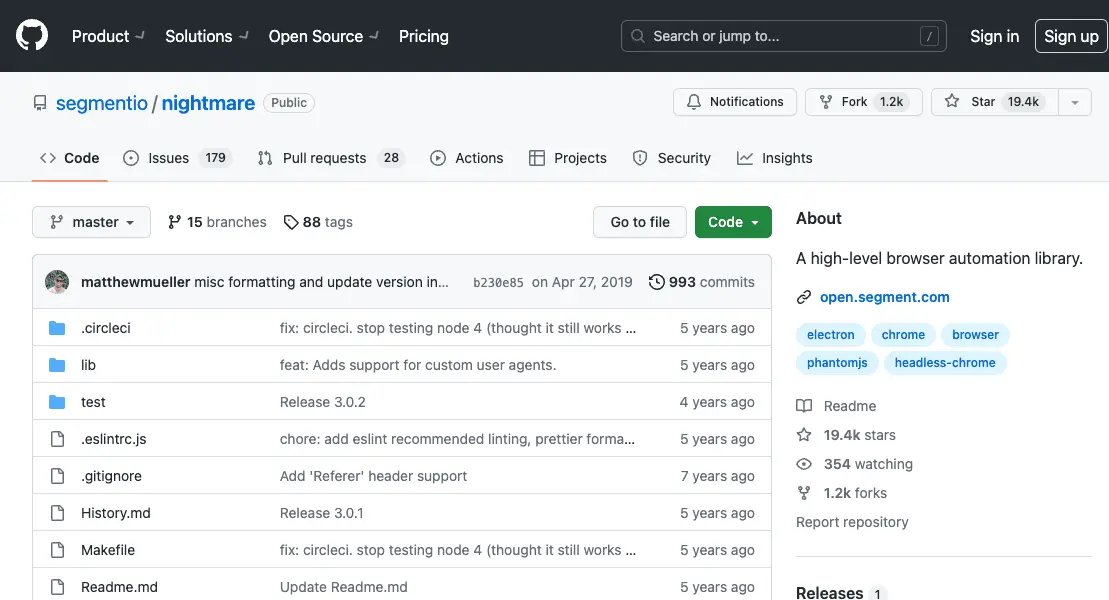 Product Solutions Open Source Pricing Search or jump to... / Sign in Sign up
segmentio / nightmare Public Notifications Fork 1.2k Star 19.4k
Code Issues 179 Pull requests 28 Actions Projects Security Insights
master 15 branches 88 tags Go to file Code
matthewmueller misc formatting and update version in... b230e85 on Apr 27, 2019 993 commits
.circleci fix: circleci. stop testing node 4 (thought it still works ... 5 years ago
lib feat: Adds support for custom user agents. 5 years ago
test Release 3.0.2 4 years ago
.eslintrc.js chore: add eslint recommended linting, prettier forma... 5 years ago
.gitignore Add 'Referer' header support 7 years ago
History.md Release 3.0.1 5 years ago
Makefile fix: circleci. stop testing node 4 (thought it still works ... 5 years ago
Readme.md Update Readme.md 5 years ago
About
A high-level browser automation library.
open.segment.com
electron chrome browser
phantomjs headless-chrome
Readme
19.4k stars
354 watching
1.2k forks
Report repository
Releases 1